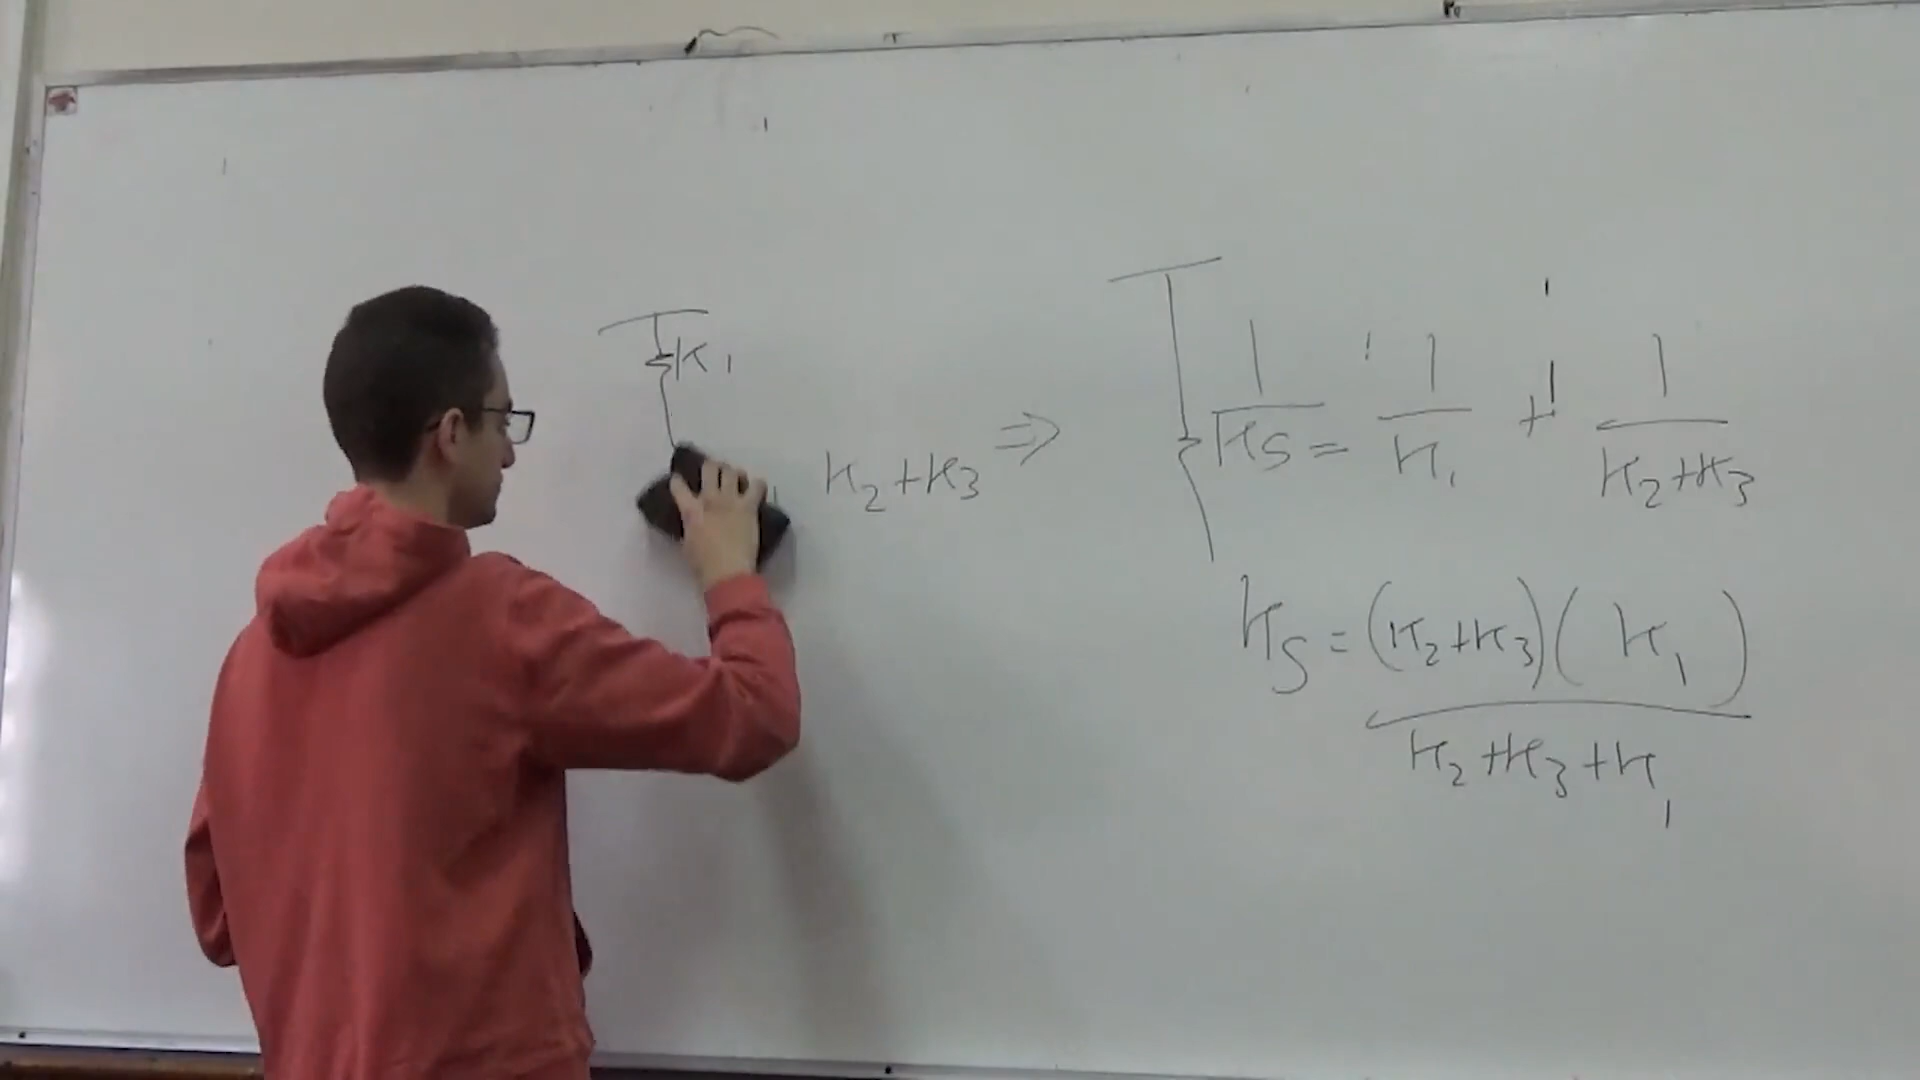 K1
K2+K3 ⇒
1/KS = 1/K1 + 1/(K2+K3)
KS = (K2+K3)(K1)/(K2+K3+K1)